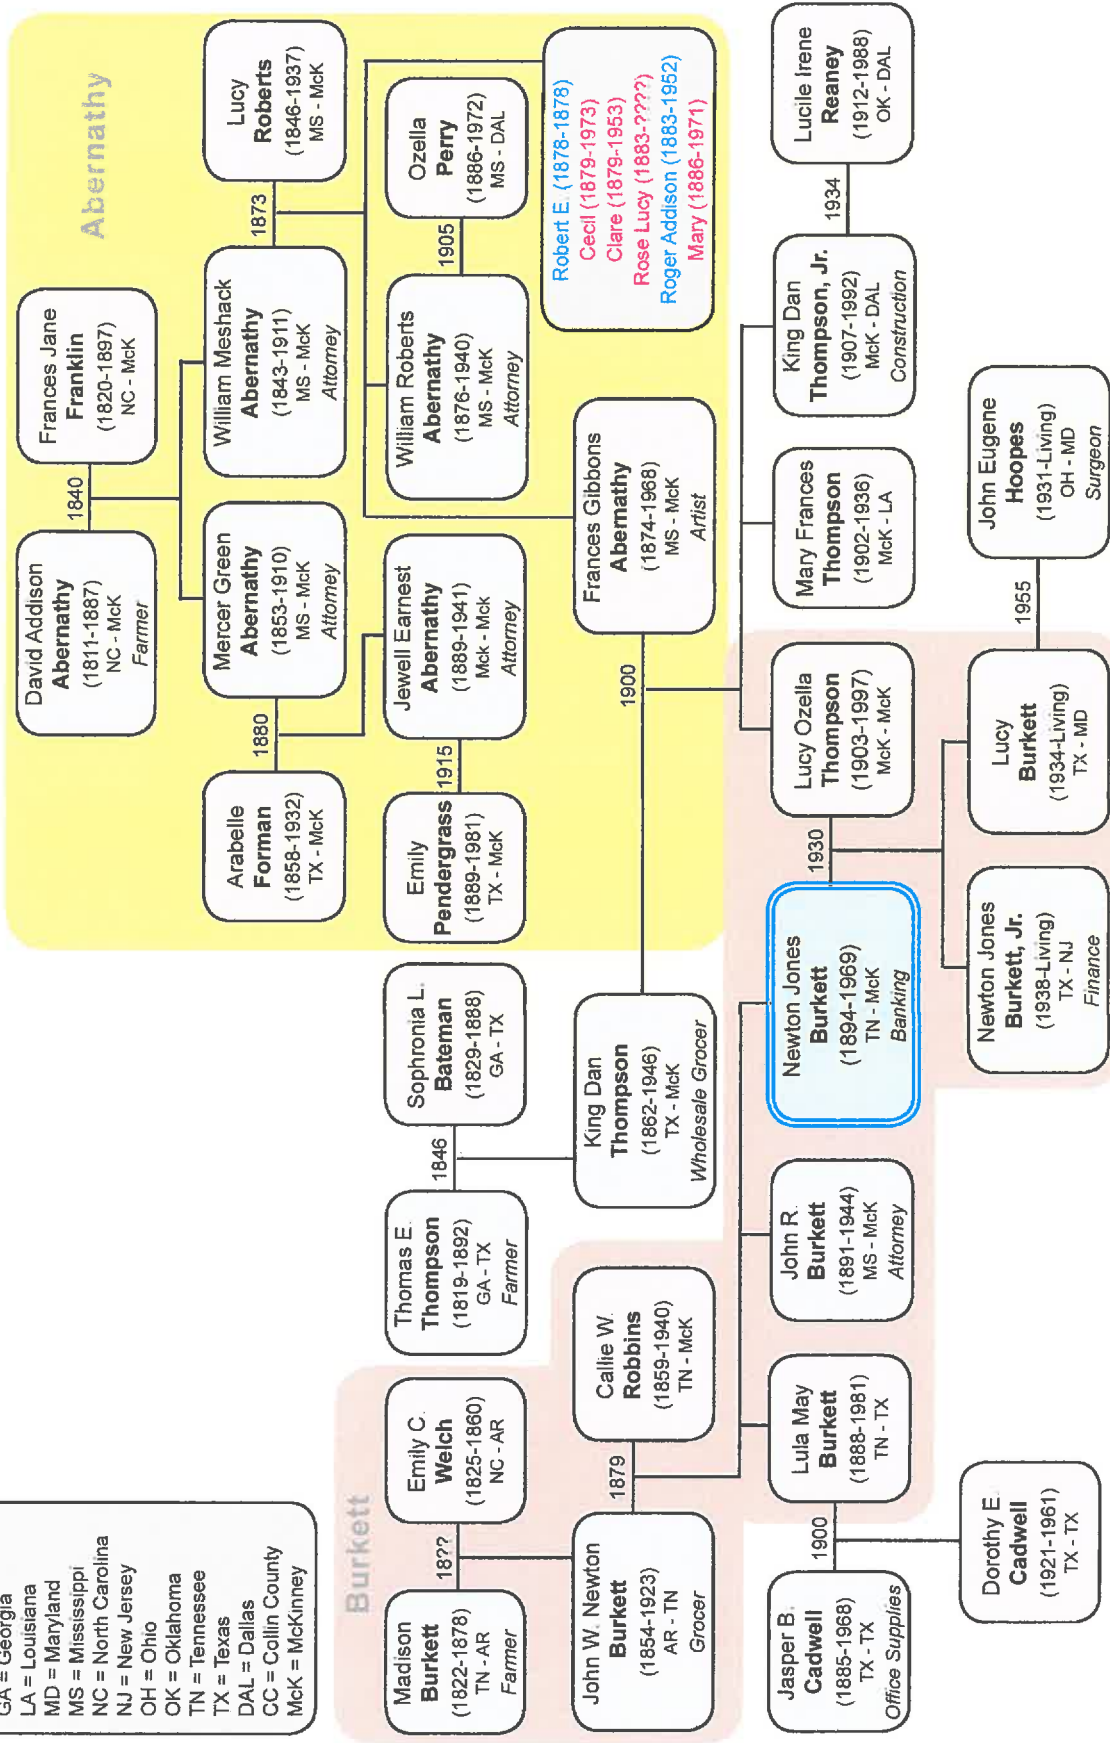 GA = Georgia
LA = Louisiana
MD = Maryland
MS = Mississippi
NC = North Carolina
NJ = New Jersey
OH = Ohio
OK = Oklahoma
TN = Tennessee
TX = Texas
DAL = Dallas
CC = Collin County
McK = McKinney
Abernathy
David Addison
Abernathy
(1811-1887)
NC - McK
Farmer
1840
Frances Jane
Franklin
(1820-1897)
NC - McK
Arabelle
Forman
(1858-1932)
TX - McK
1880
Mercer Green
Abernathy
(1853-1910)
MS - McK
Attorney
William Meshack
Abernathy
(1843-1911)
MS - McK
Attorney
1873
Lucy
Roberts
(1846-1937)
MS - McK
Burkett
Madison
Burkett
(1822-1878)
TN - AR
Farmer
18??
Emily C.
Welch
(1825-1860)
NC - AR
Thomas E.
Thompson
(1819-1892)
GA - TX
Farmer
1846
Sophronia L.
Bateman
(1829-1888)
GA - TX
Emily
Pendergrass
(1889-1981)
TX - McK
1915
Jewell Earnest
Abernathy
(1889-1941)
Mck - Mck
Attorney
William Roberts
Abernathy
(1876-1940)
MS - McK
Attorney
1905
Ozella
Perry
(1886-1972)
MS - DAL
John W. Newton
Burkett
(1854-1923)
AR - TN
Grocer
1879
Callie W.
Robbins
(1859-1940)
TN - McK
King Dan
Thompson
(1862-1946)
TX - McK
Wholesale Grocer
1900
Frances Gibbons
Abernathy
(1874-1968)
MS - McK
Artist
Robert E. (1878-1878)
Cecil (1879-1973)
Clare (1879-1953)
Rose Lucy (1883-????)
Roger Addison (1883-1952)
Mary (1886-1971)
Jasper B.
Cadwell
(1885-1968)
TX - TX
Office Supplies
1900
Lula May
Burkett
(1888-1981)
TN - TX
John R.
Burkett
(1891-1944)
MS - McK
Attorney
Newton Jones
Burkett
(1894-1969)
TN - McK
Banking
1930
Lucy Ozella
Thompson
(1903-1997)
McK - McK
Mary Frances
Thompson
(1902-1936)
McK - LA
King Dan
Thompson, Jr.
(1907-1992)
McK - DAL
Construction
1934
Lucile Irene
Reaney
(1912-1988)
OK - DAL
Dorothy E.
Cadwell
(1921-1961)
TX - TX
Newton Jones
Burkett, Jr.
(1938-Living)
TX - NJ
Finance
Lucy
Burkett
(1934-Living)
TX - MD
1955
John Eugene
Hoopes
(1931-Living)
OH - MD
Surgeon